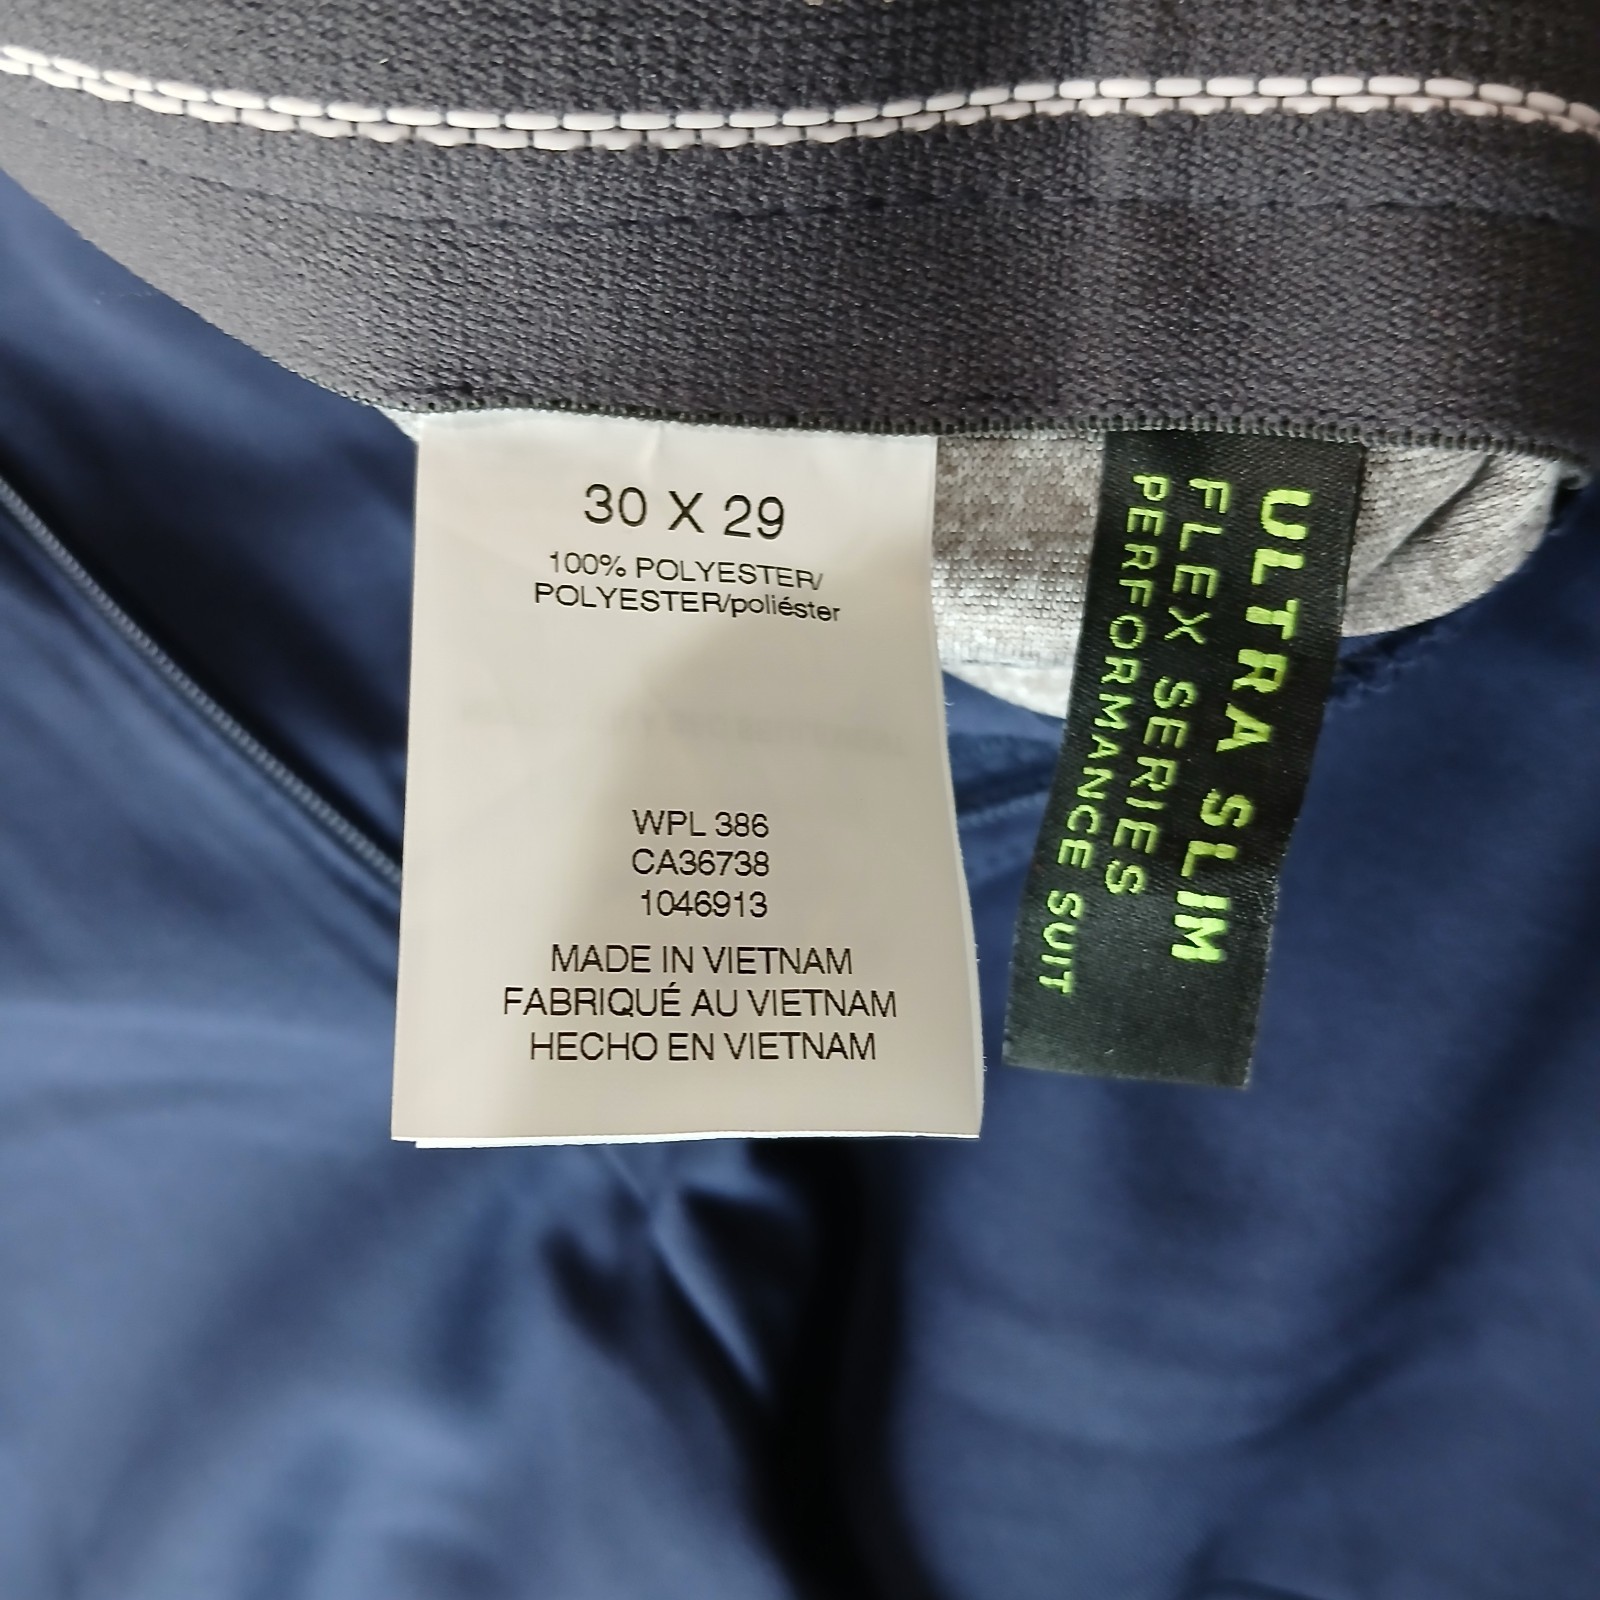 30 X 29
100% POLYESTER/
POLYESTER/poliéster
WPL 386
CA36738
1046913
MADE IN VIETNAM
FABRIQUÉ AU VIETNAM
HECHO EN VIETNAM
ULTRA SLIM
FLEX SERIES
PERFORMANCE SUIT